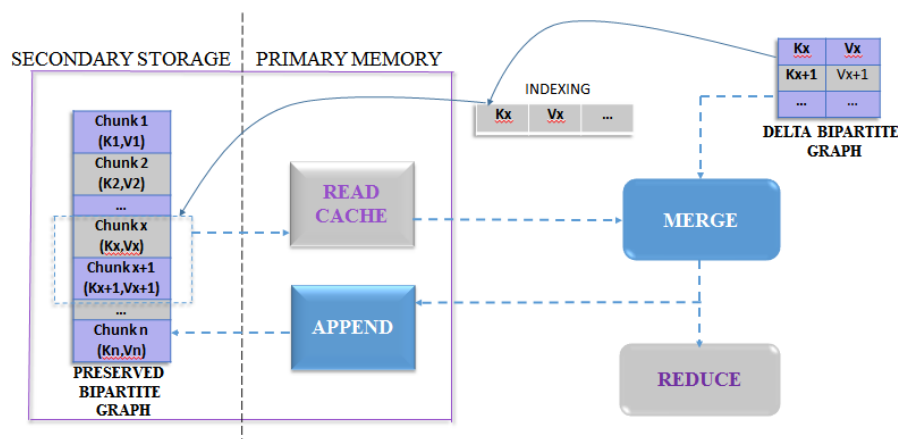 SECONDARY STORAGE
PRIMARY MEMORY
Chunk 1
(K1,V1)
Chunk 2
(K2,V2)
...
Chunk x
(Kx,Vx)
Chunk x+1
(Kx+1,Vx+1)
...
Chunk n
(Kn,Vn)
PRESERVED
BIPARTITE
GRAPH
READ
CACHE
APPEND
INDEXING
Kx Vx ...
Kx Vx
Kx+1 Vx+1
... ...
DELTA BIPARTITE
GRAPH
MERGE
REDUCE